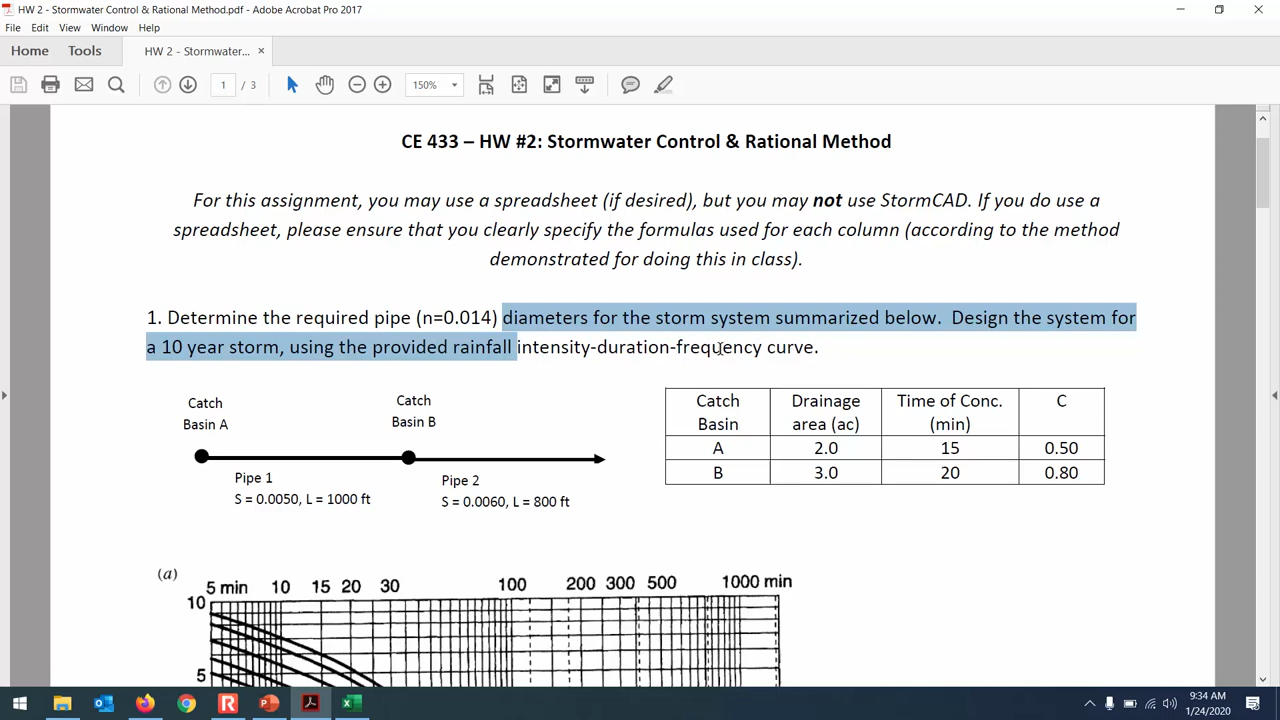 HW 2 - Stormwater Control & Rational Method.pdf - Adobe Acrobat Pro 2017
File Edit View Window Help
Home Tools HW 2 - Stormwater... ×
1 / 3 150%
CE 433 – HW #2: Stormwater Control & Rational Method
For this assignment, you may use a spreadsheet (if desired), but you may not use StormCAD. If you do use a
spreadsheet, please ensure that you clearly specify the formulas used for each column (according to the method
demonstrated for doing this in class).
1. Determine the required pipe (n=0.014) diameters for the storm system summarized below. Design the system for
a 10 year storm, using the provided rainfall intensity-duration-frequency curve.
Catch
Basin A
Catch
Basin B
Pipe 1
S = 0.0050, L = 1000 ft
Pipe 2
S = 0.0060, L = 800 ft
Catch Basin Drainage area (ac) Time of Conc. (min) C
A 2.0 15 0.50
B 3.0 20 0.80
(a)
5 min 10 15 20 30 100 200 300 500 1000 min
10
5
9:34 AM
1/24/2020